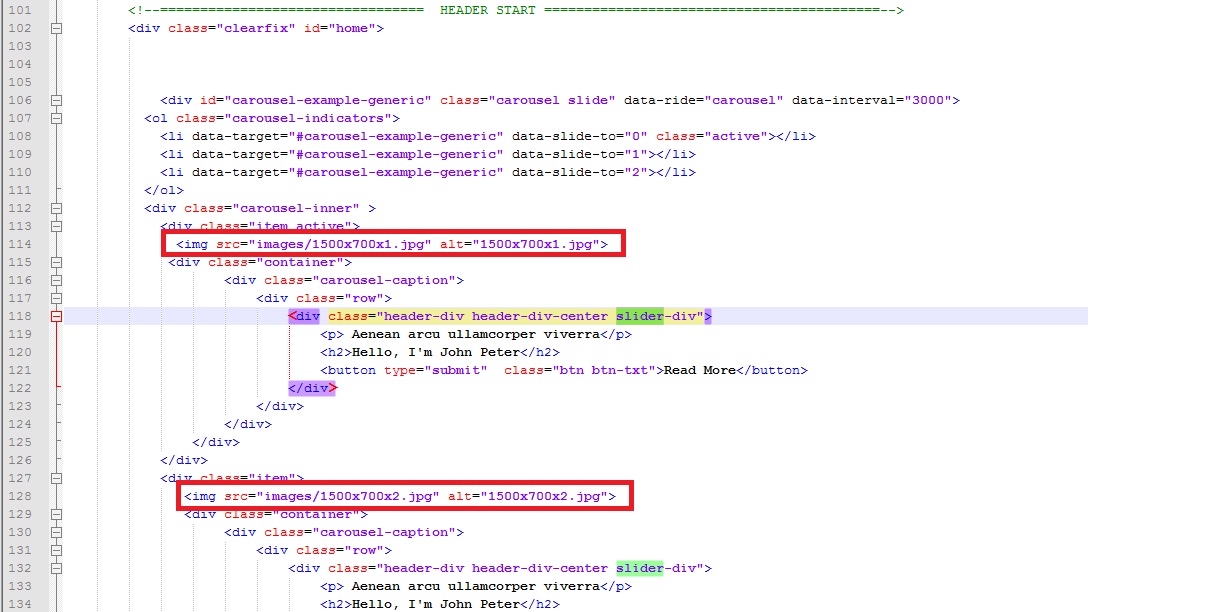 101 <!--================================= HEADER START ==========================================-->
102 <div class="clearfix" id="home">
103
104
105
106 <div id="carousel-example-generic" class="carousel slide" data-ride="carousel" data-interval="3000">
107 <ol class="carousel-indicators">
108 <li data-target="#carousel-example-generic" data-slide-to="0" class="active"></li>
109 <li data-target="#carousel-example-generic" data-slide-to="1"></li>
110 <li data-target="#carousel-example-generic" data-slide-to="2"></li>
111 </ol>
112 <div class="carousel-inner" >
113 <div class="item active">
114 <img src="images/1500x700x1.jpg" alt="1500x700x1.jpg">
115 <div class="container">
116 <div class="carousel-caption">
117 <div class="row">
118 <div class="header-div header-div-center slider-div">
119 <p> Aenean arcu ullamcorper viverra</p>
120 <h2>Hello, I'm John Peter</h2>
121 <button type="submit"  class="btn btn-txt">Read More</button>
122 </div>
123 </div>
124 </div>
125 </div>
126 </div>
127 <div class="item">
128 <img src="images/1500x700x2.jpg" alt="1500x700x2.jpg">
129 <div class="container">
130 <div class="carousel-caption">
131 <div class="row">
132 <div class="header-div header-div-center slider-div">
133 <p> Aenean arcu ullamcorper viverra</p>
134 <h2>Hello, I'm John Peter</h2>